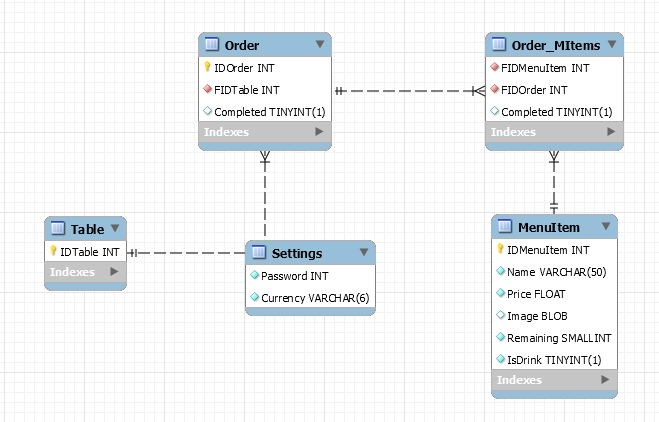 Order
IDOrder INT
FIDTable INT
Completed TINYINT(1)
Indexes
Order_MItems
FIDMenuItem INT
FIDOrder INT
Completed TINYINT(1)
Indexes
Table
IDTable INT
Indexes
Settings
Password INT
Currency VARCHAR(6)
MenuItem
IDMenuItem INT
Name VARCHAR(50)
Price FLOAT
Image BLOB
Remaining SMALLINT
IsDrink TINYINT(1)
Indexes